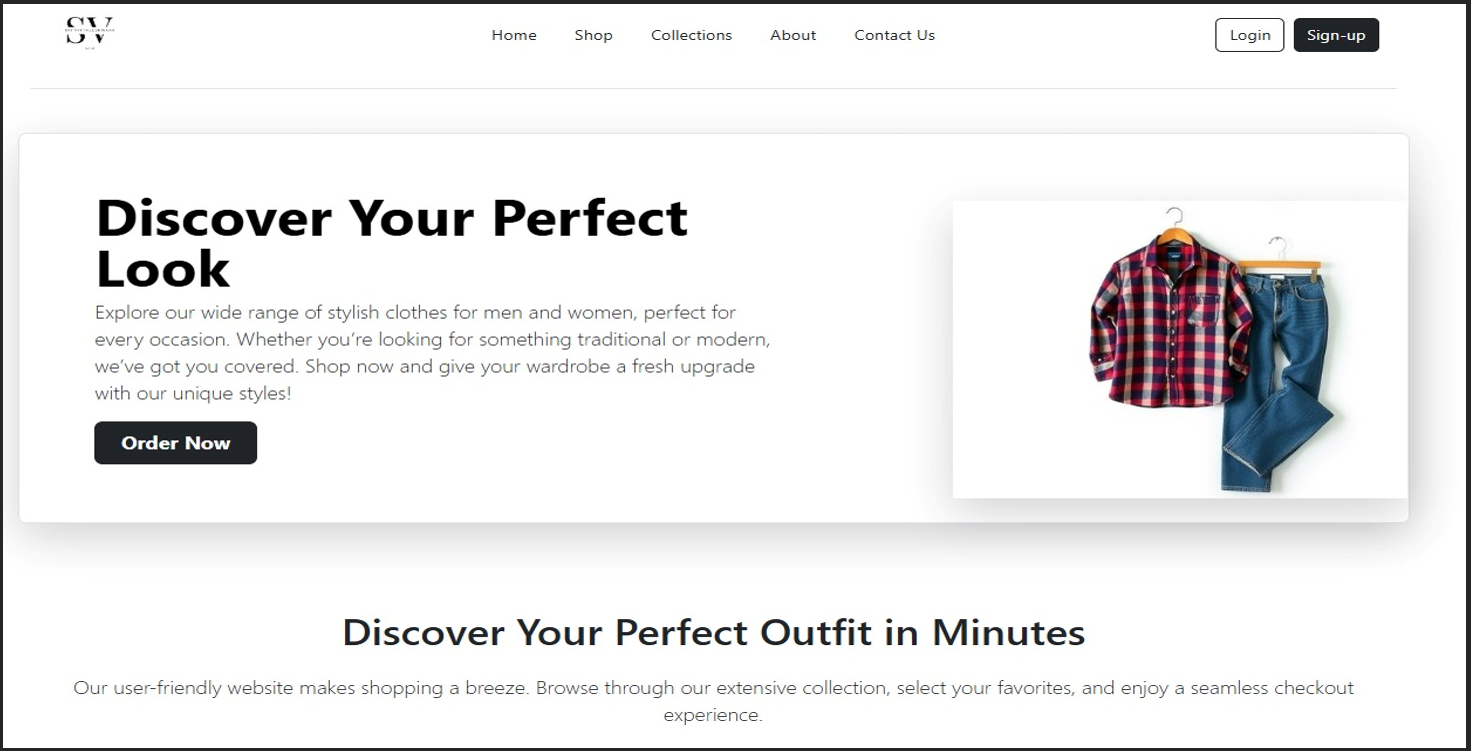 SV
Home Shop Collections About Contact Us Login Sign-up
Discover Your Perfect
Look
Explore our wide range of stylish clothes for men and women, perfect for
every occasion. Whether you’re looking for something traditional or modern,
we’ve got you covered. Shop now and give your wardrobe a fresh upgrade
with our unique styles!
Order Now
Discover Your Perfect Outfit in Minutes
Our user-friendly website makes shopping a breeze. Browse through our extensive collection, select your favorites, and enjoy a seamless checkout
experience.